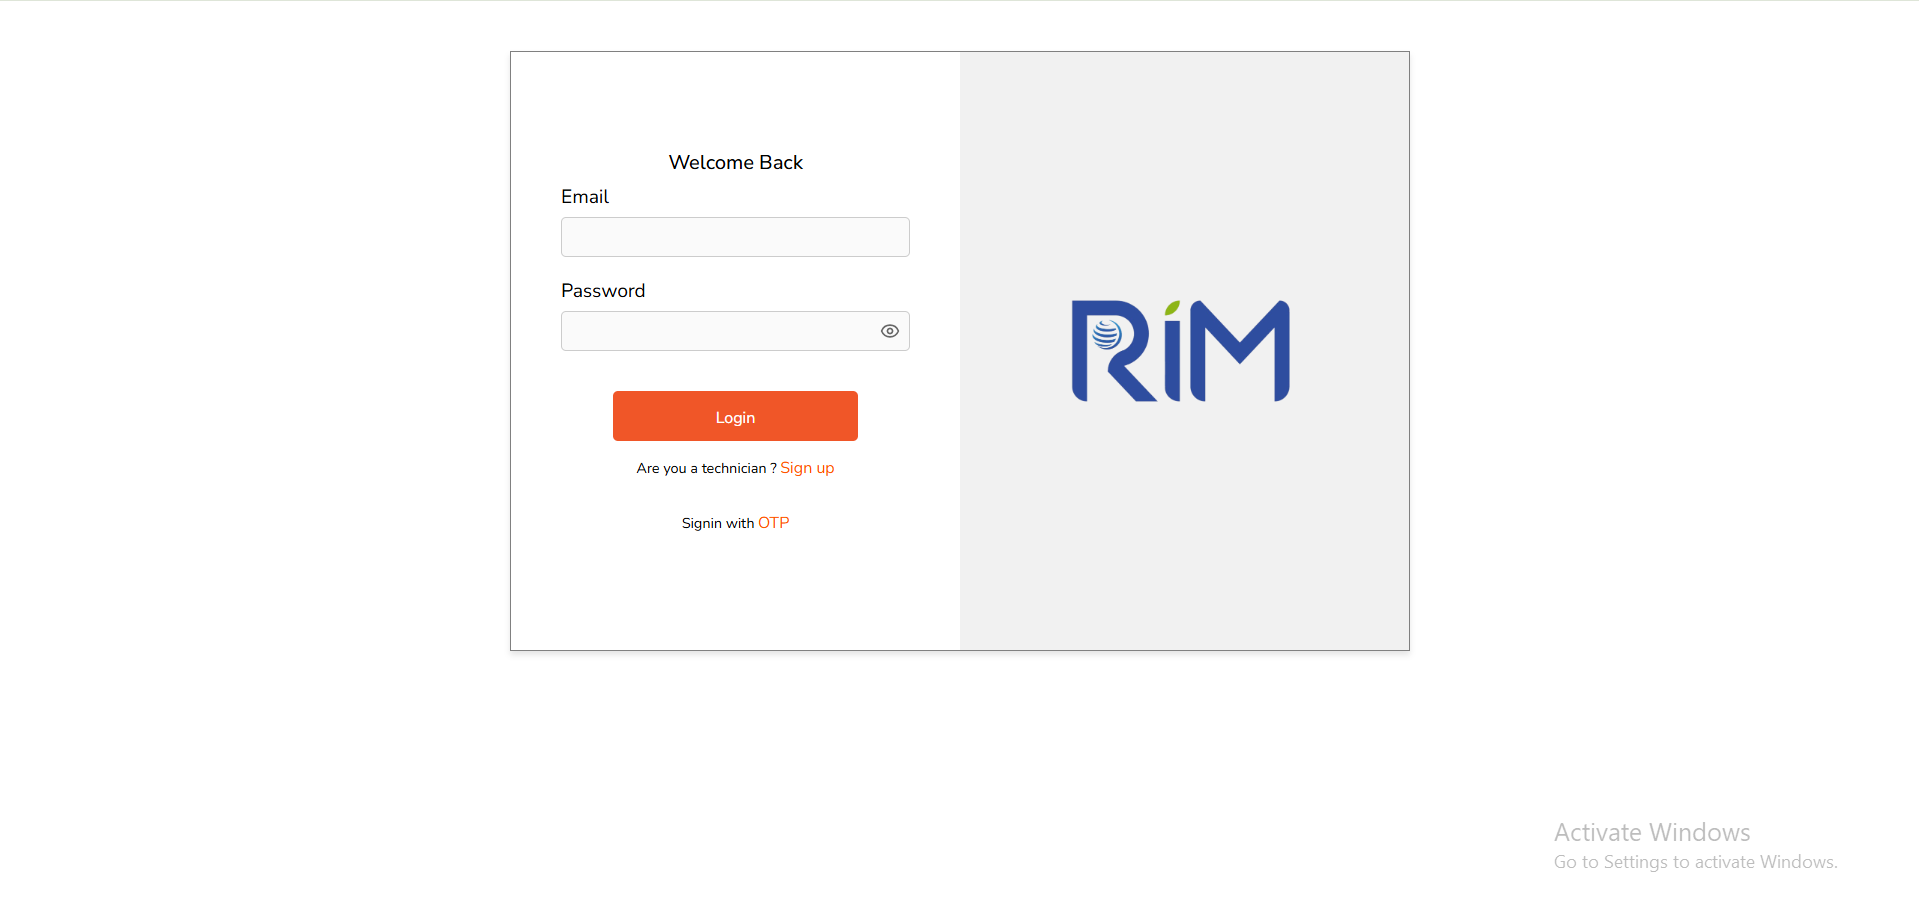 Welcome Back
Email
Password
Login
Are you a technician ? Sign up
Signin with OTP
RiM
Activate Windows
Go to Settings to activate Windows.